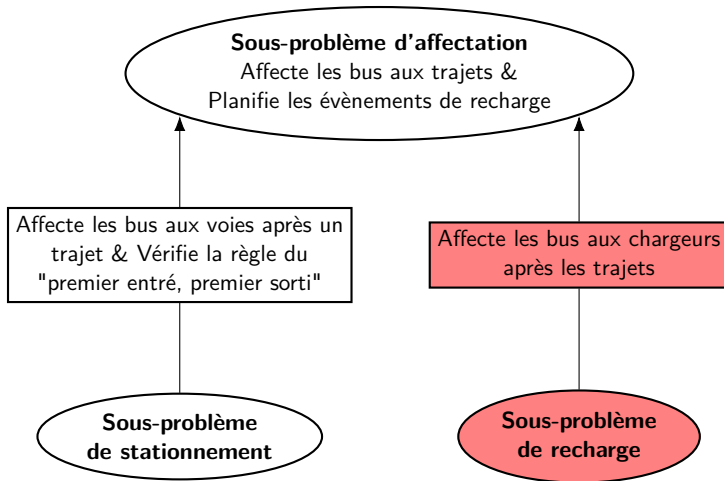 Sous-problème d'affectation
Affecte les bus aux trajets &
Planifie les évènements de recharge
Affecte les bus aux voies après un
trajet & Vérifie la règle du
"premier entré, premier sorti"
Affecte les bus aux chargeurs
après les trajets
Sous-problème
de stationnement
Sous-problème
de recharge